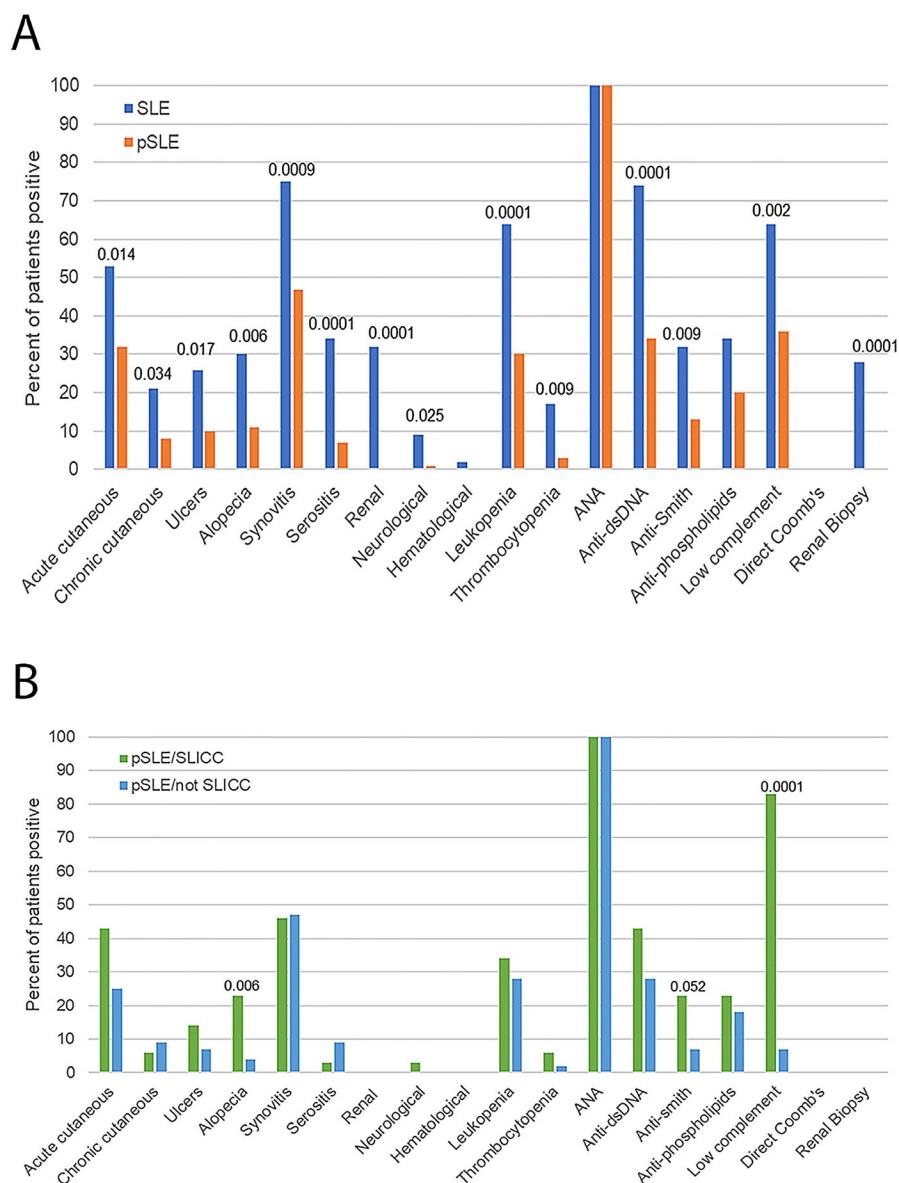 A
Percent of patients positive
100
90
80
70
60
50
40
30
20
10
0
SLE
pSLE
0.014
0.034
0.017
0.006
0.0009
0.0001
0.0001
0.025
0.0001
0.009
0.0001
0.009
0.002
0.0001
Acute cutaneous
Chronic cutaneous
Ulcers
Alopecia
Synovitis
Serositis
Renal
Neurological
Hematological
Leukopenia
Thrombocytopenia
ANA
Anti-dsDNA
Anti-Smith
Anti-phospholipids
Low complement
Direct Coomb's
Renal Biopsy
B
Percent of patients positive
100
90
80
70
60
50
40
30
20
10
0
pSLE/SLICC
pSLE/not SLICC
0.006
0.052
0.0001
Acute cutaneous
Chronic cutaneous
Ulcers
Alopecia
Synovitis
Serositis
Renal
Neurological
Hematological
Leukopenia
Thrombocytopenia
ANA
Anti-dsDNA
Anti-smith
Anti-phospholipids
Low complement
Direct Coomb's
Renal Biopsy